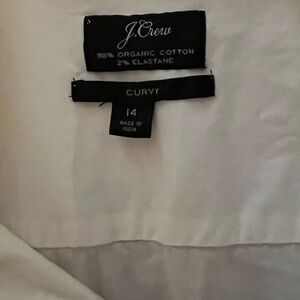 J.Crew
98% ORGANIC COTTON
2% ELASTANE
CURVY
14
MADE IN
INDIA